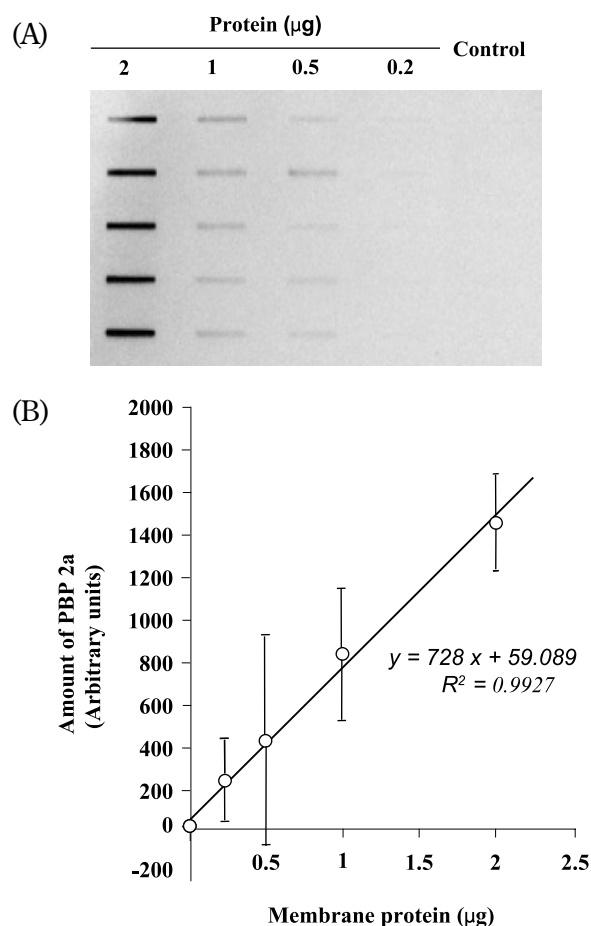 (A)
Protein (µg)
Control
2 1 0.5 0.2
(B)
2000
1800
1600
1400
1200
1000
800
600
400
200
0
-200
Amount of PBP 2a
(Arbitrary units)
y = 728 x + 59.089
R² = 0.9927
0.5 1 2 2.5
Membrane protein (µg)